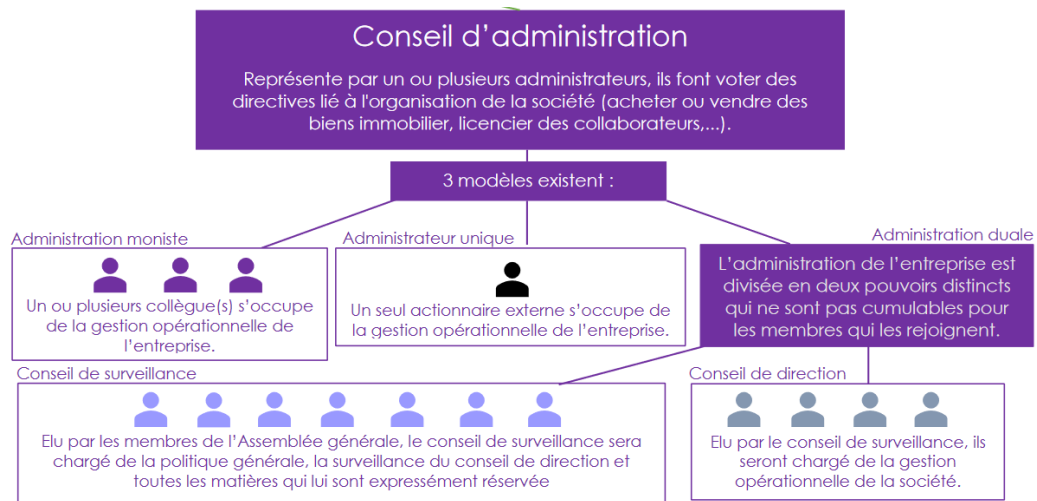 Conseil d'administration
Représente par un ou plusieurs administrateurs, ils font voter des
directives lié à l'organisation de la société (acheter ou vendre des
biens immobilier, licencier des collaborateurs,...).
3 modèles existent :
Administration moniste
Un ou plusieurs collègue(s) s'occupe
de la gestion opérationnelle de
l'entreprise.
Administrateur unique
Un seul actionnaire externe s'occupe de
la gestion opérationnelle de l'entreprise.
Administration duale
L'administration de l'entreprise est
divisée en deux pouvoirs distincts
qui ne sont pas cumulables pour
les membres qui les rejoignent.
Conseil de surveillance
Elu par les membres de l'Assemblée générale, le conseil de surveillance sera
chargé de la politique générale, la surveillance du conseil de direction et
toutes les matières qui lui sont expressément réservée
Conseil de direction
Elu par le conseil de surveillance, ils
seront chargé de la gestion
opérationnelle de la société.